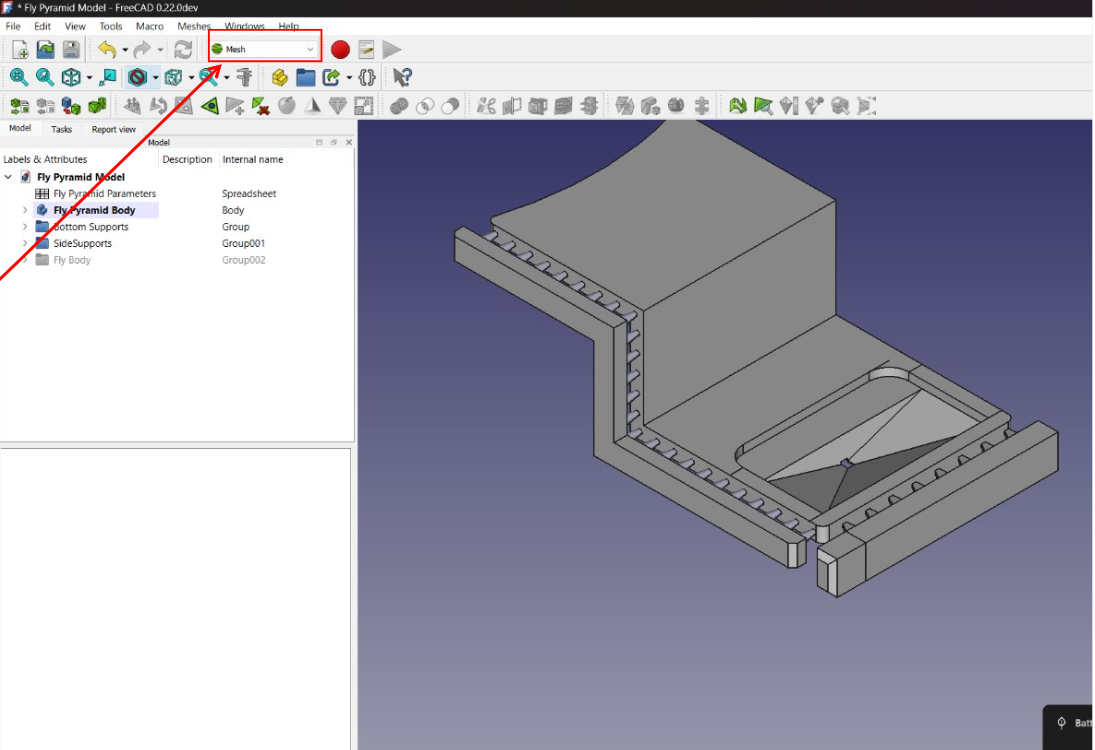 * Fly Pyramid Model - FreeCAD 0.22.0dev
File Edit View Tools Macro Meshes Windows Help
Mesh
Model Tasks Report view
Model
Labels & Attributes Description Internal name
Fly Pyramid Model
Fly Pyramid Parameters Spreadsheet
Fly Pyramid Body Body
Bottom Supports Group
SideSupports Group001
Fly Body Group002
Batt